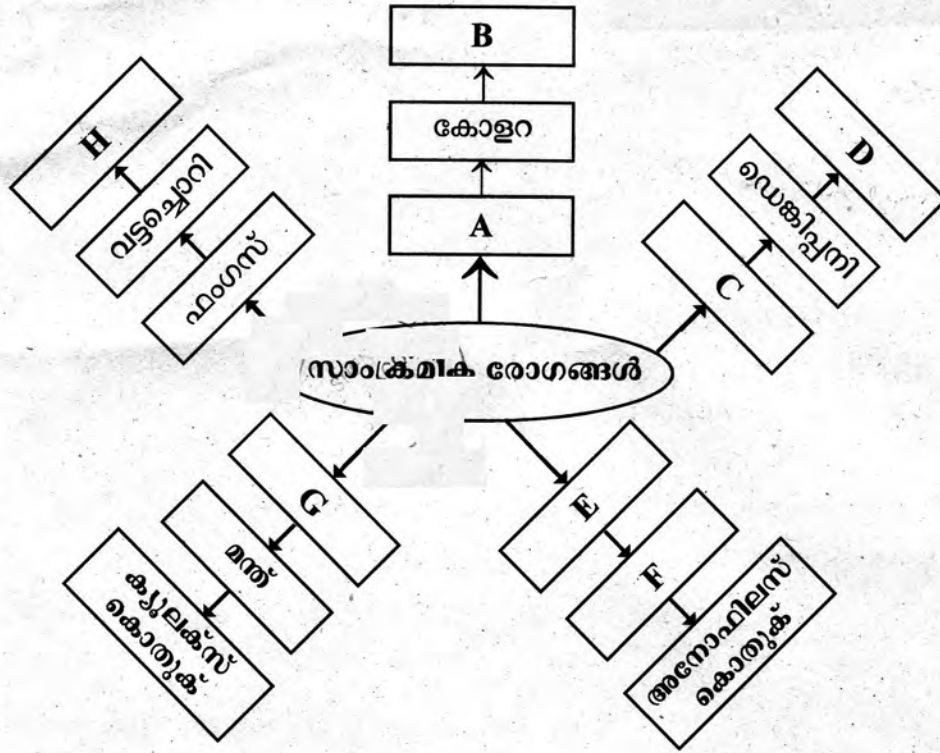 B
കോളറ
A
H
വട്ടച്ചൊറി
ഫംഗസ്
D
ഡെങ്കിപ്പനി
C
സാംക്രമിക രോഗങ്ങൾ
G
മന്ത്
ക്യൂലക്സ്
കൊതുക്
E
F
അനോഫിലസ്
കൊതുക്